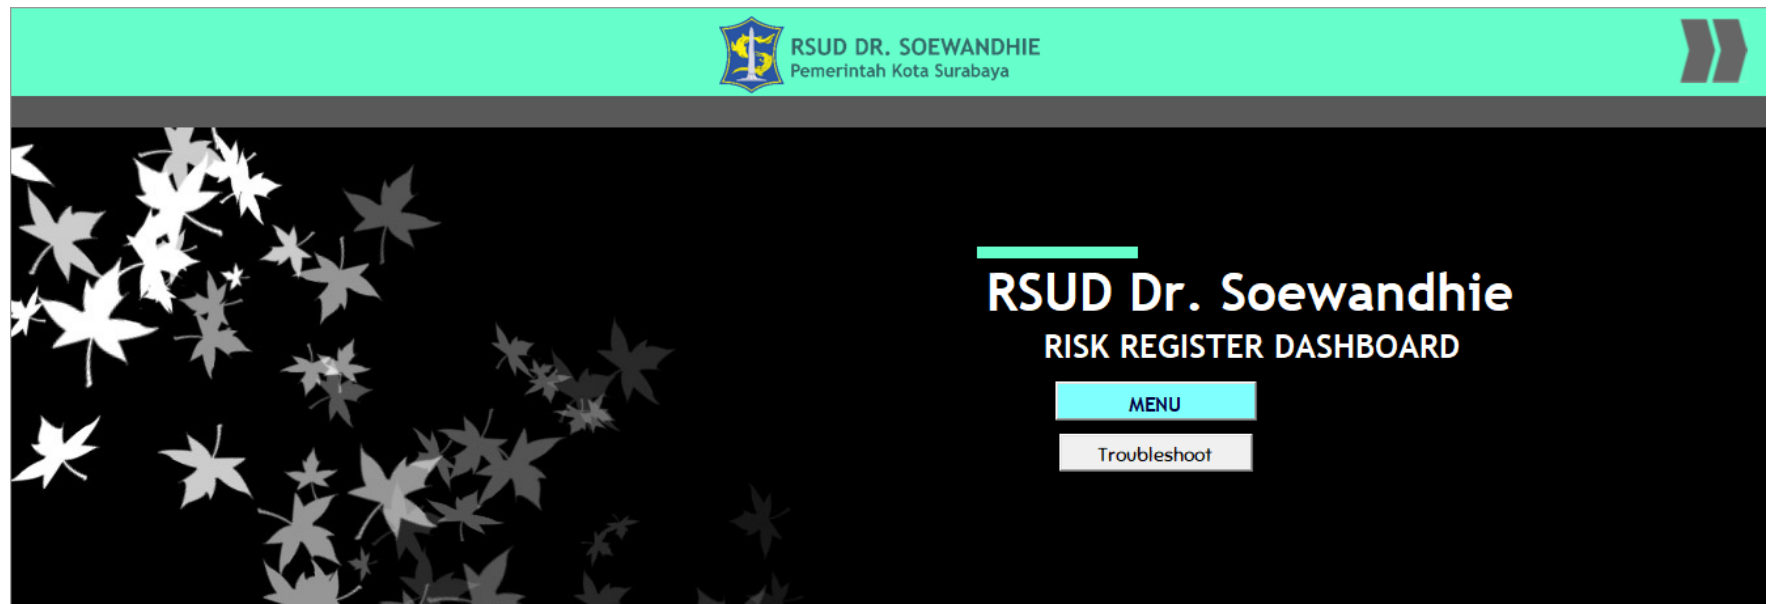 RSUD DR. SOEWANDHIE
Pemerintah Kota Surabaya
RSUD Dr. Soewandhie
RISK REGISTER DASHBOARD
MENU
Troubleshoot